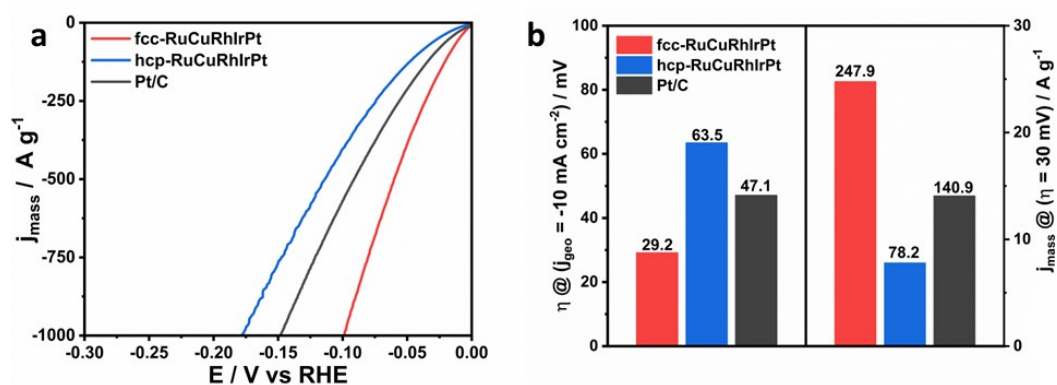 a
fcc-RuCuRhIrPt
hcp-RuCuRhIrPt
Pt/C
0
-250
-500
-750
-1000
j_mass / A g⁻¹
-0.30
-0.25
-0.20
-0.15
-0.10
-0.05
0.00
E / V vs RHE
b
fcc-RuCuRhIrPt
hcp-RuCuRhIrPt
Pt/C
100
80
60
40
20
0
η @ (j_geo = -10 mA cm⁻²) / mV
29.2
63.5
47.1
247.9
78.2
140.9
30
20
10
0
j_mass @ (η = 30 mV) / A g⁻¹